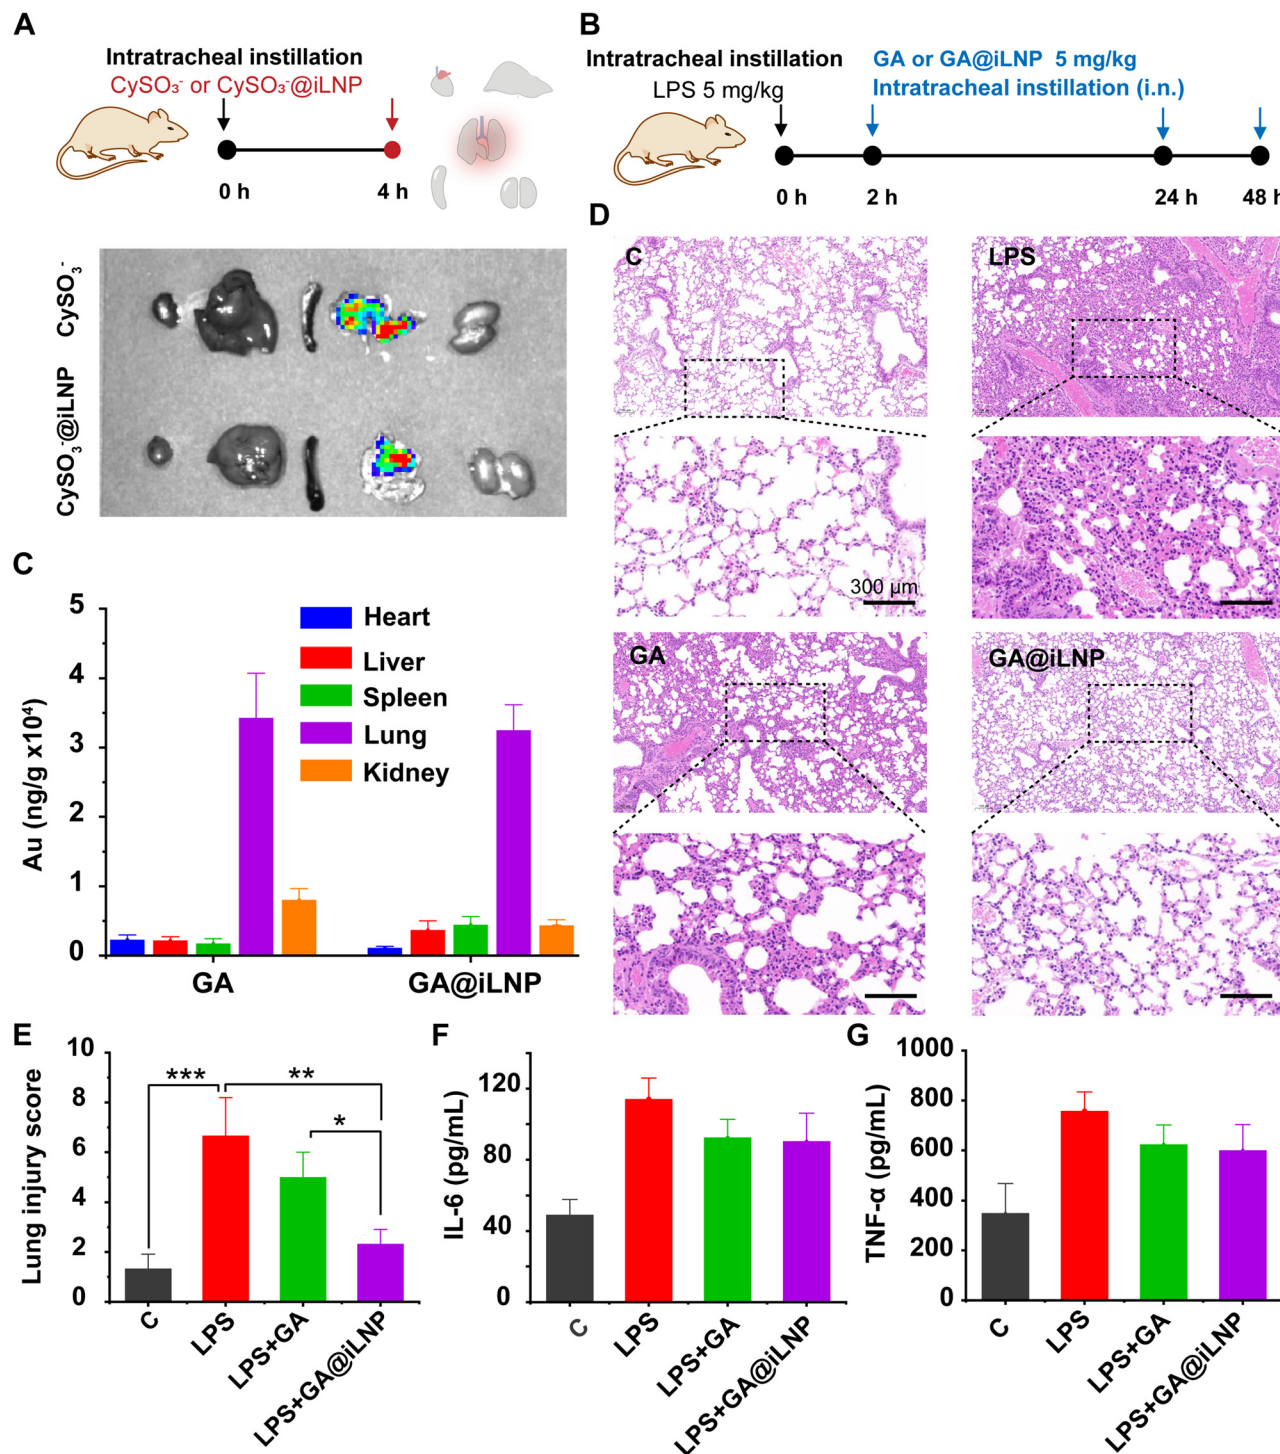 A
Intratracheal instillation
CySO₃⁻ or CySO₃⁻@iLNP
0 h
4 h
CySO₃⁻
CySO₃⁻@iLNP
B
Intratracheal instillation
LPS 5 mg/kg
GA or GA@iLNP 5 mg/kg
Intratracheal instillation (i.n.)
0 h
2 h
24 h
48 h
C
Au (ng/g x10⁴)
5
4
3
2
1
0
Heart
Liver
Spleen
Lung
Kidney
GA
GA@iLNP
D
C
LPS
300 µm
GA
GA@iLNP
E
Lung injury score
10
8
6
4
2
0
***
**
*
C
LPS
LPS+GA
LPS+GA@iLNP
F
IL-6 (pg/mL)
120
80
40
0
C
LPS
LPS+GA
LPS+GA@iLNP
G
TNF-α (pg/mL)
1000
800
600
400
200
0
C
LPS
LPS+GA
LPS+GA@iLNP